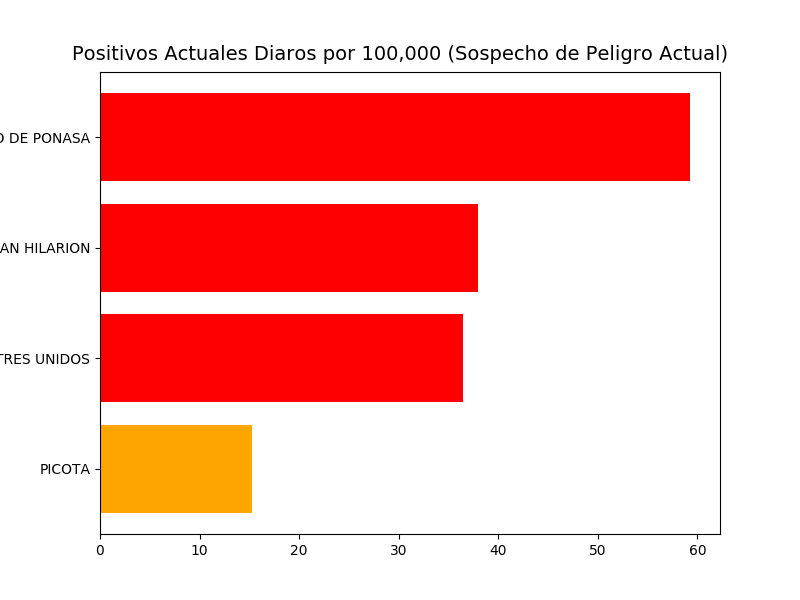 Positivos Actuales Diaros por 100,000 (Sospecho de Peligro Actual)
O DE PONASA
AN HILARION
TRES UNIDOS
PICOTA
0 10 20 30 40 50 60